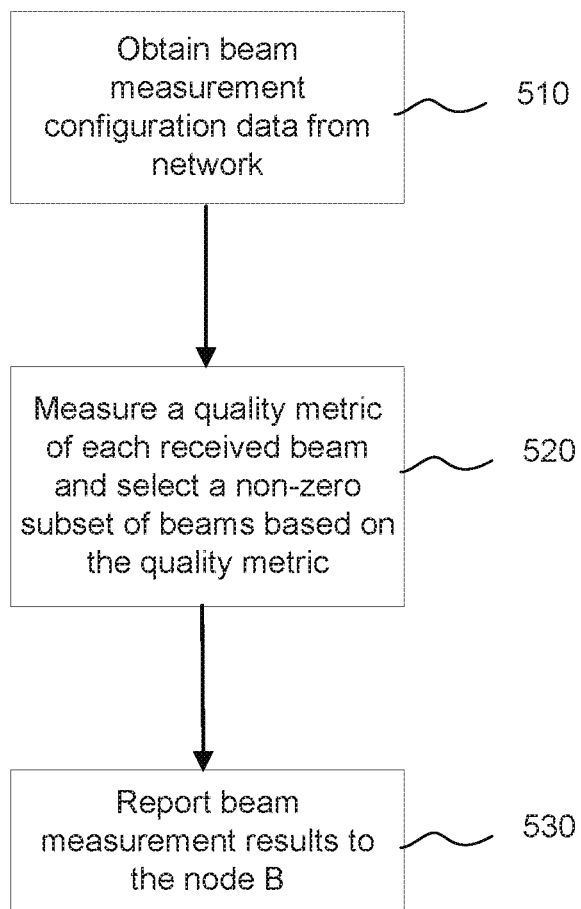 Obtain beam
measurement
configuration data from
network
510
Measure a quality metric
of each received beam
and select a non-zero
subset of beams based on
the quality metric
520
Report beam
measurement results to
the node B
530